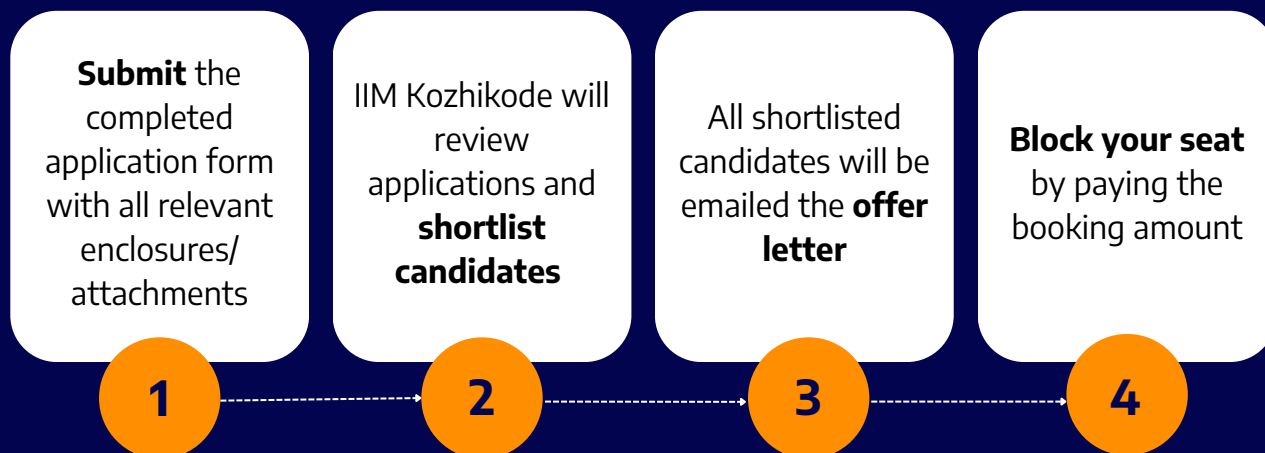 Submit the
completed
application form
with all relevant
enclosures/
attachments
1
IIM Kozhikode will
review
applications and
shortlist
candidates
2
All shortlisted
candidates will be
emailed the offer
letter
3
Block your seat
by paying the
booking amount
4